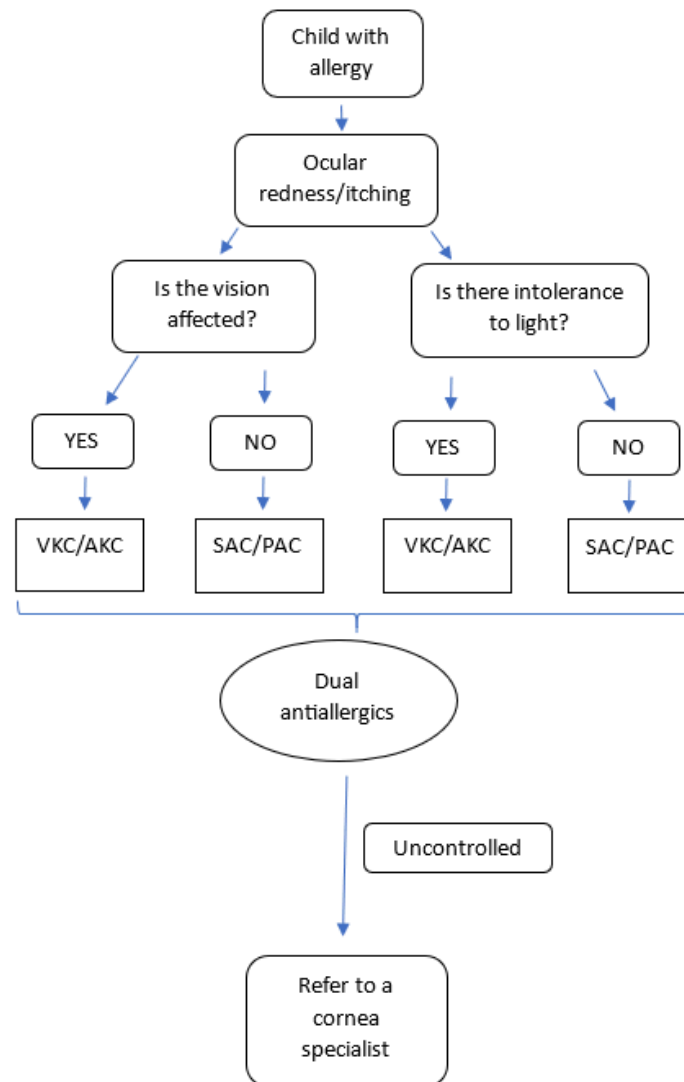 Child with
allergy
Ocular
redness/itching
Is the vision
affected?
Is there intolerance
to light?
YES
NO
YES
NO
VKC/AKC
SAC/PAC
VKC/AKC
SAC/PAC
Dual
antiallergics
Uncontrolled
Refer to a
cornea
specialist